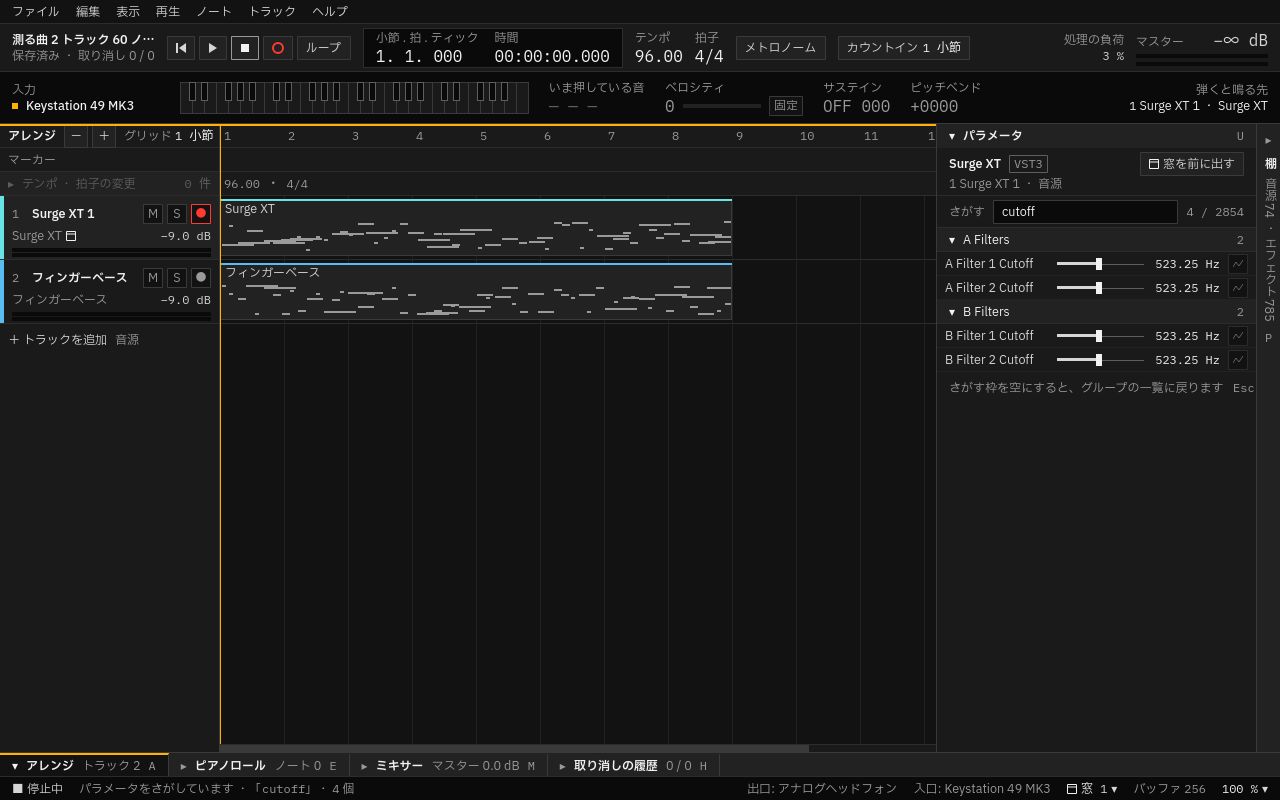 ファイル 編集 表示 再生 ノート トラック ヘルプ
測る曲 2 トラック 60 ノ…
保存済み · 取り消し 0 / 0
ループ
小節 . 拍 . ティック 時間
1. 1. 000 00:00:00.000
テンポ 拍子
96.00 4/4
メトロノーム
カウントイン 1 小節
処理の負荷
3 %
マスター −∞ dB
入力
Keystation 49 MK3
いま押している音
— — —
ベロシティ
0 固定
サステイン
OFF 000
ピッチベンド
+0000
弾くと鳴る先
1 Surge XT 1 · Surge XT
アレンジ − + グリッド 1 小節
1 2 3 4 5 6 7 8 9 10 11 1
マーカー
▸ テンポ · 拍子の変更 0 件
96.00 · 4/4
1 Surge XT 1 M S
Surge XT −9.0 dB
Surge XT
2 フィンガーベース M S
フィンガーベース −9.0 dB
フィンガーベース
+ トラックを追加 音源
▾ パラメータ U
Surge XT VST3 窓を前に出す
1 Surge XT 1 · 音源
さがす cutoff 4 / 2854
▾ A Filters 2
A Filter 1 Cutoff 523.25 Hz
A Filter 2 Cutoff 523.25 Hz
▾ B Filters 2
B Filter 1 Cutoff 523.25 Hz
B Filter 2 Cutoff 523.25 Hz
さがす枠を空にすると、グループの一覧に戻ります Esc
▸ 棚 音源 74 · エフェクト 785 P
▾ アレンジ トラック 2 A
▸ ピアノロール ノート 0 E
▸ ミキサー マスター 0.0 dB M
▸ 取り消しの履歴 0 / 0 H
■ 停止中 パラメータをさがしています · 「cutoff」 · 4 個
出口: アナログヘッドフォン 入口: Keystation 49 MK3 窓 1 ▾ バッファ 256 100 % ▾